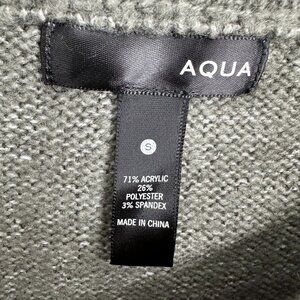 AQUA
S
71% ACRYLIC
26%
POLYESTER
3% SPANDEX
MADE IN CHINA